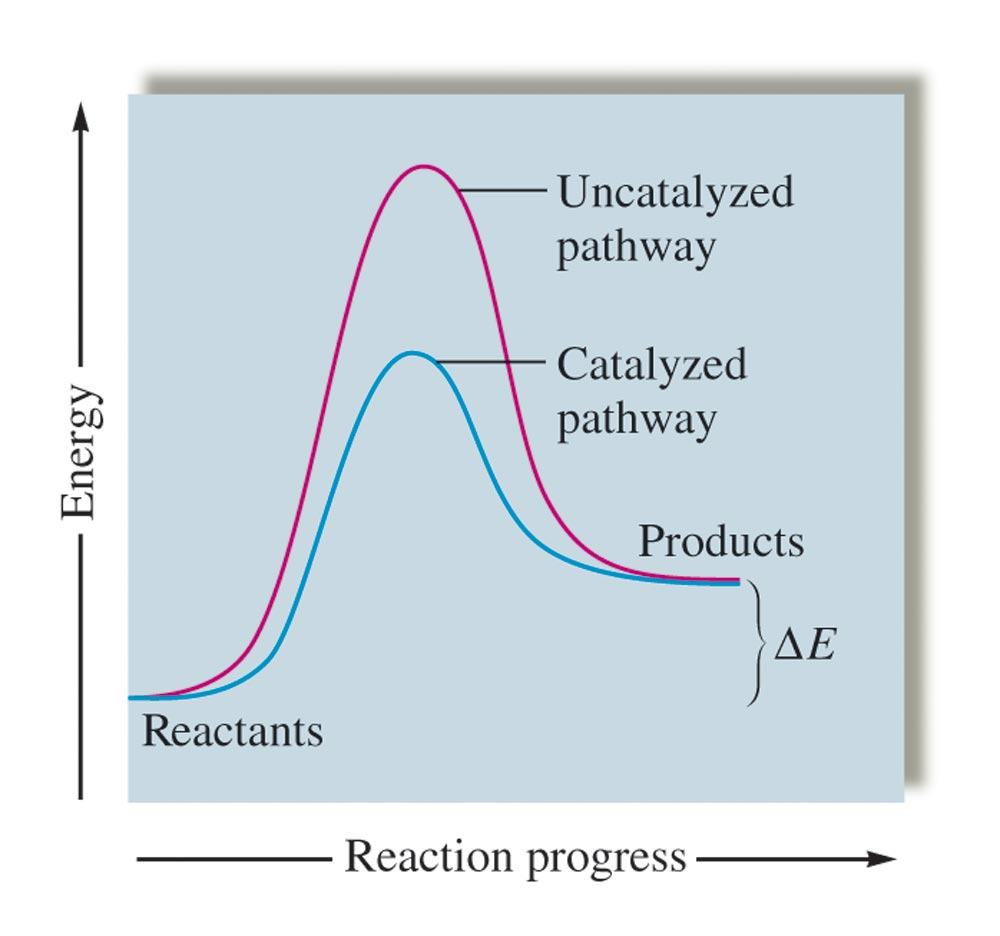 Uncatalyzed
pathway
Catalyzed
pathway
Energy
Products
ΔE
Reactants
Reaction progress